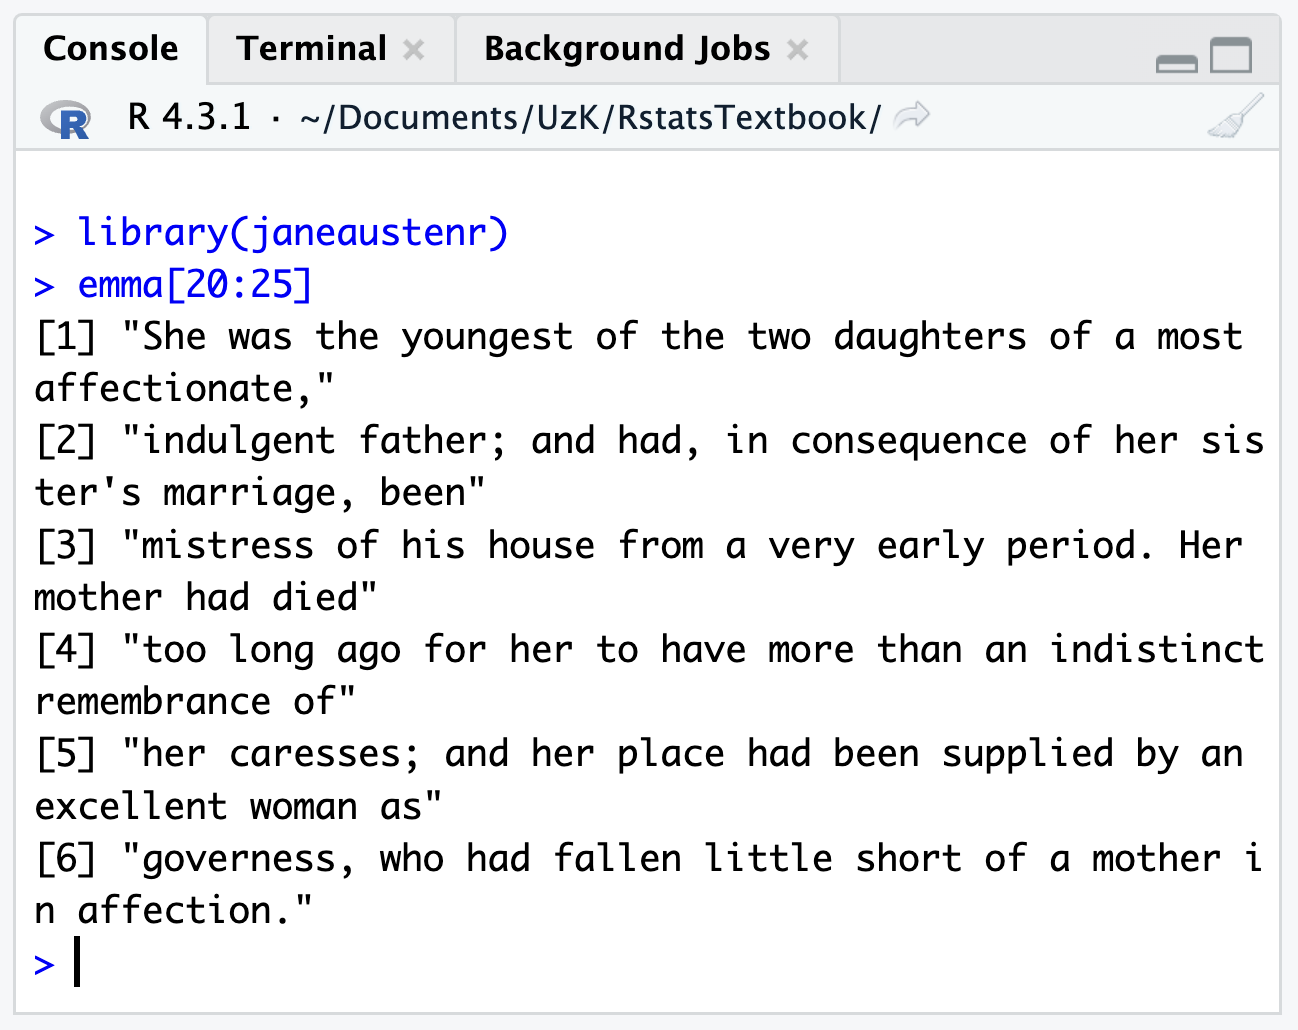 Console Terminal × Background Jobs ×
R R 4.3.1 · ~/Documents/UzK/RstatsTextbook/
> library(janeaustenr)
> emma[20:25]
[1] "She was the youngest of the two daughters of a most
affectionate,"
[2] "indulgent father; and had, in consequence of her sis
ter's marriage, been"
[3] "mistress of his house from a very early period. Her
mother had died"
[4] "too long ago for her to have more than an indistinct
remembrance of"
[5] "her caresses; and her place had been supplied by an
excellent woman as"
[6] "governess, who had fallen little short of a mother i
n affection."
>